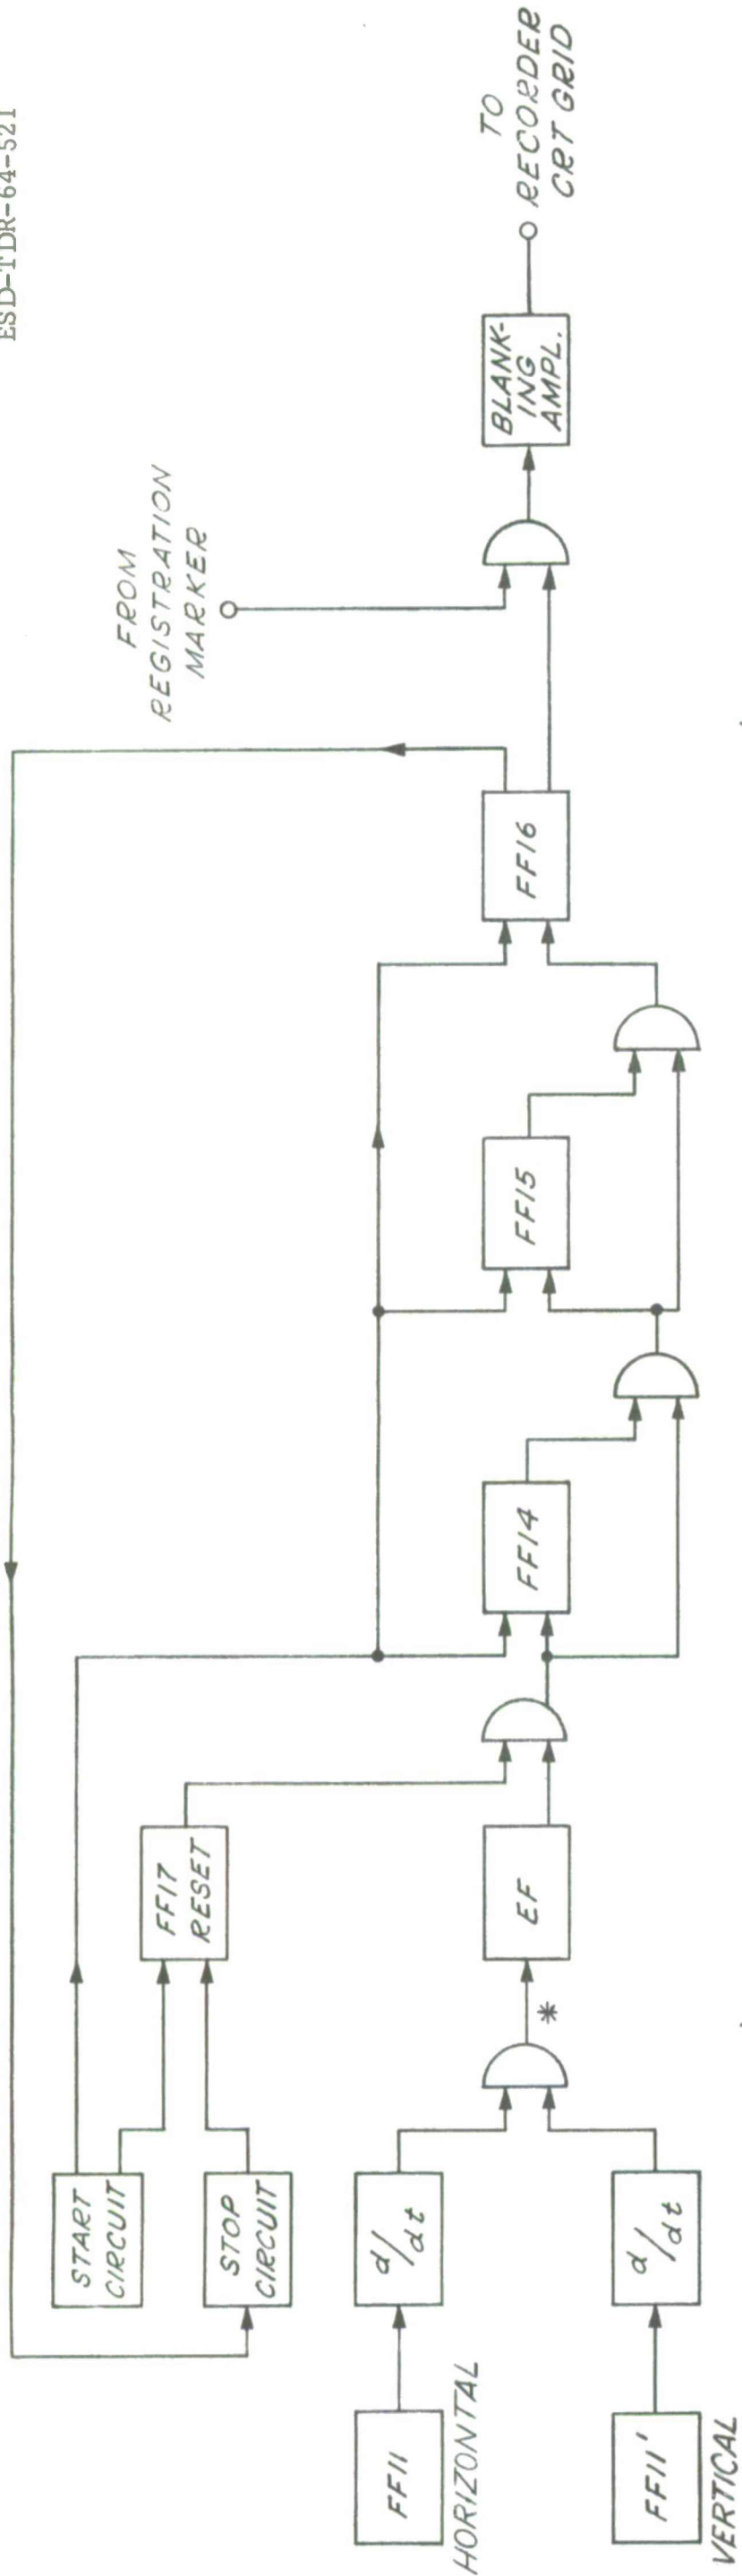 ESD-TDR-64-521
START
CIRCUIT
STOP
CIRCUIT
FF17
RESET
FF11
HORIZONTAL
d/dt
FF11'
VERTICAL
d/dt
*
EF
FF14
FF15
FF16
FROM
REGISTRATION
MARKER
BLANK-
ING
AMPL.
TO
RECORDER
CRT GRID